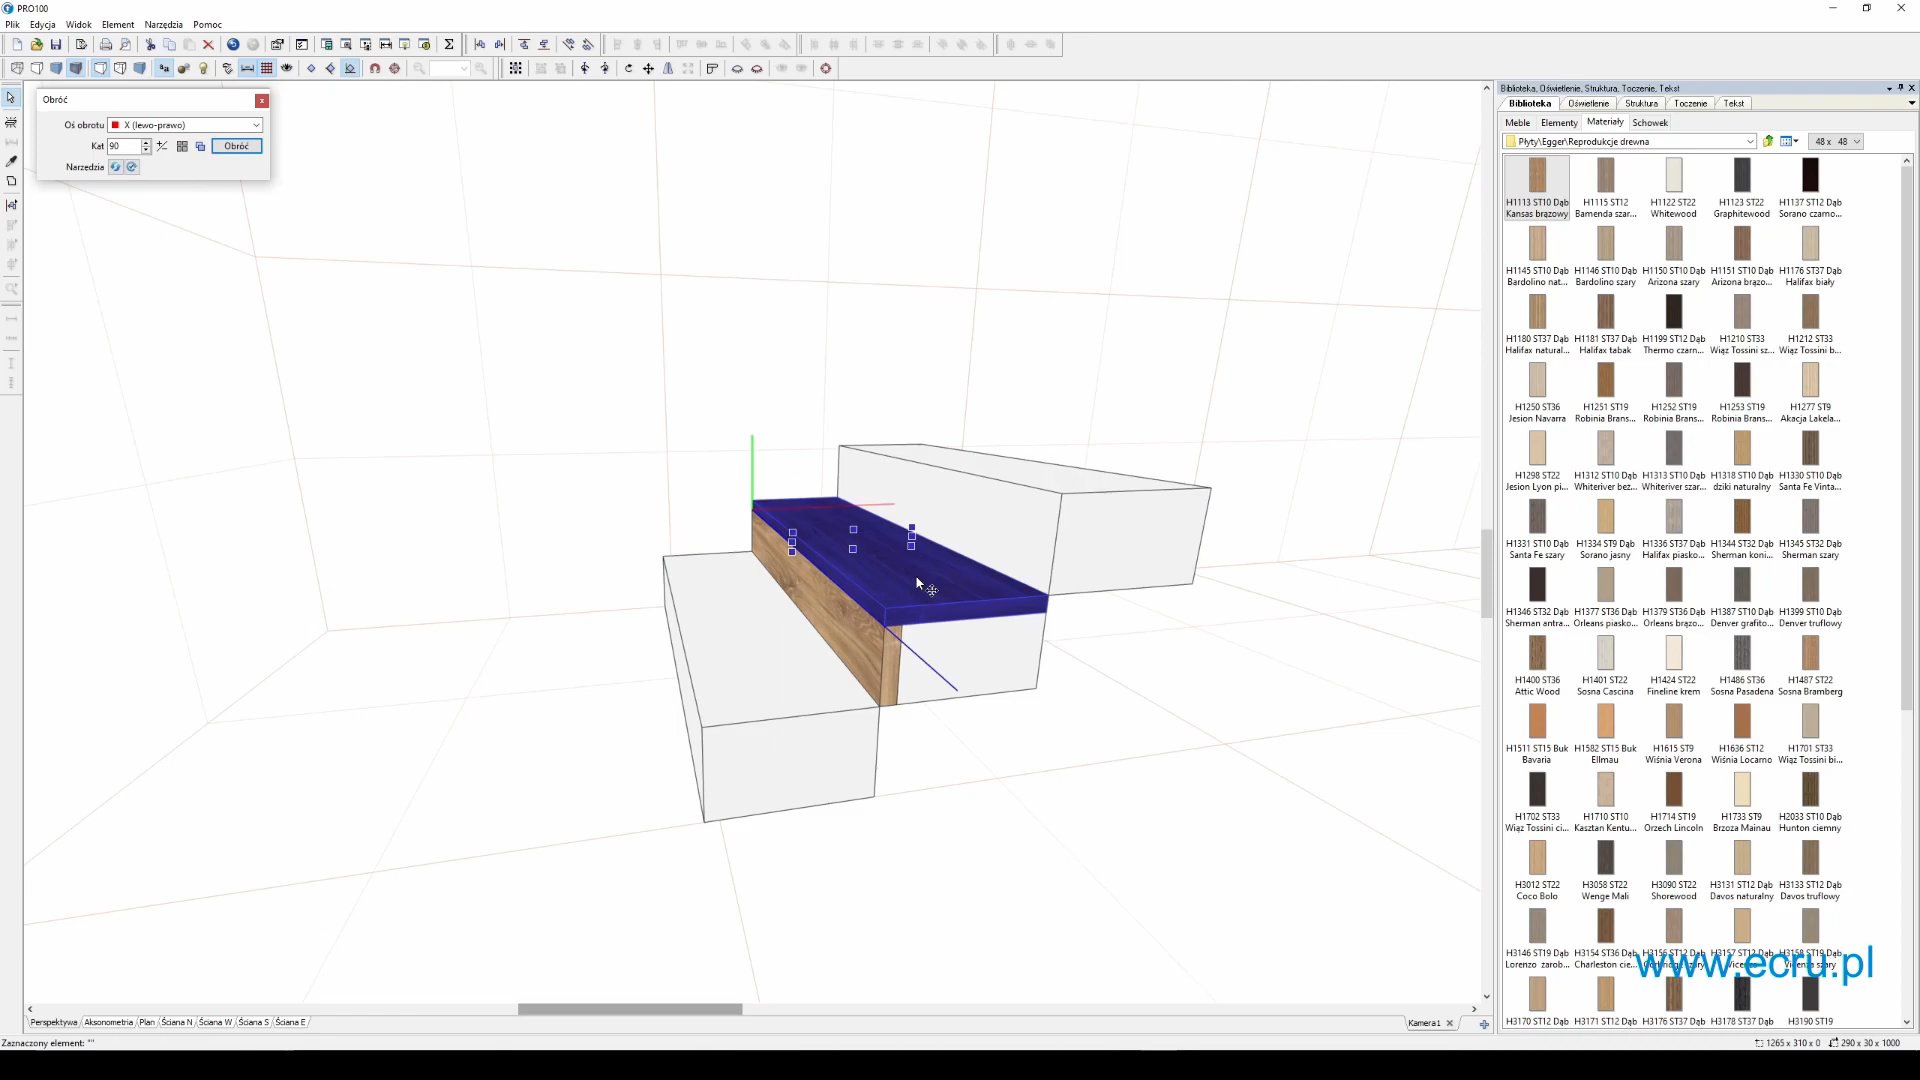 PRO100
Plik Edycja Widok Element Narzędzia Pomoc
Obróć
Oś obrotu X (lewo-prawo)
Kat 90 Obróć
Narzedzia
Biblioteka, Oświetlenie, Struktura, Toczenie, Tekst
Biblioteka Oświetlenie Struktura Toczenie Tekst
Meble Elementy Materiały Schowek
Płyty\Egger\Reprodukcje drewna 48 x 48
H1113 ST10 Dąb H1115 ST12 H1122 ST22 H1123 ST22 H1137 ST12 Dąb
Kansas brązowy Bamenda szar... Whitewood Graphitewood Sorano czarno...
H1145 ST10 Dąb H1146 ST10 Dąb H1150 ST10 Dąb H1151 ST10 Dąb H1176 ST37 Dąb
Bardolino nat... Bardolino szary Arizona szary Arizona brązo... Halifax biały
H1180 ST37 Dąb H1181 ST37 Dąb H1199 ST12 Dąb H1210 ST33 H1212 ST33
Halifax natural... Halifax tabak Thermo czarn... Wiąz Tossini sz... Wiąz Tossini b...
H1250 ST36 H1251 ST19 H1252 ST19 H1253 ST19 H1277 ST9
Jesion Navarra Robinia Brans... Robinia Brans... Robinia Brans... Akacja Lakela...
H1298 ST22 H1312 ST10 Dąb H1313 ST10 Dąb H1318 ST10 Dąb H1330 ST10 Dąb
Jesion Lyon pi... Whiteriver bez... Whiteriver szar... dziki naturalny Santa Fe Vinta...
H1331 ST10 Dąb H1334 ST9 Dąb H1336 ST37 Dąb H1344 ST32 Dąb H1345 ST32 Dąb
Santa Fe szary Sorano jasny Halifax piasko... Sherman koni... Sherman szary
H1346 ST32 Dąb H1377 ST36 Dąb H1379 ST36 Dąb H1387 ST10 Dąb H1399 ST10 Dąb
Sherman antra... Orleans piasko... Orleans brązo... Denver grafito... Denver truflowy
H1400 ST36 H1401 ST22 H1424 ST22 H1486 ST36 H1487 ST22
Attic Wood Sosna Cascina Fineline krem Sosna Pasadena Sosna Bramberg
H1511 ST15 Buk H1582 ST15 Buk H1615 ST9 H1636 ST12 H1701 ST33
Bavaria Ellmau Wiśnia Verona Wiśnia Locarno Wiąz Tossini bi...
H1702 ST33 H1710 ST10 H1714 ST19 H1733 ST9 H2033 ST10 Dąb
Wiąz Tossini ci... Kasztan Kentu... Orzech Lincoln Brzoza Mainau Hunton ciemny
H3012 ST22 H3058 ST22 H3090 ST22 H3131 ST12 Dąb H3133 ST12 Dąb
Coco Bolo Wenge Mali Shorewood Davos naturalny Davos truflowy
H3146 ST19 Dąb H3154 ST36 Dąb H3156 ST12 Dąb H3157 ST12 Dąb H3158 ST19 Dąb
Lorenzo zarob... Charleston cie... Vicenza szary
www.ecru.pl
H3170 ST12 Dąb H3171 ST12 Dąb H3176 ST37 Dąb H3178 ST37 Dąb H3190 ST19
Perspektywa Aksonometria Plan Ściana N Ściana W Ściana S Ściana E
Kamera1
Zaznaczony element: "" 1265 x 310 x 0 290 x 30 x 1000